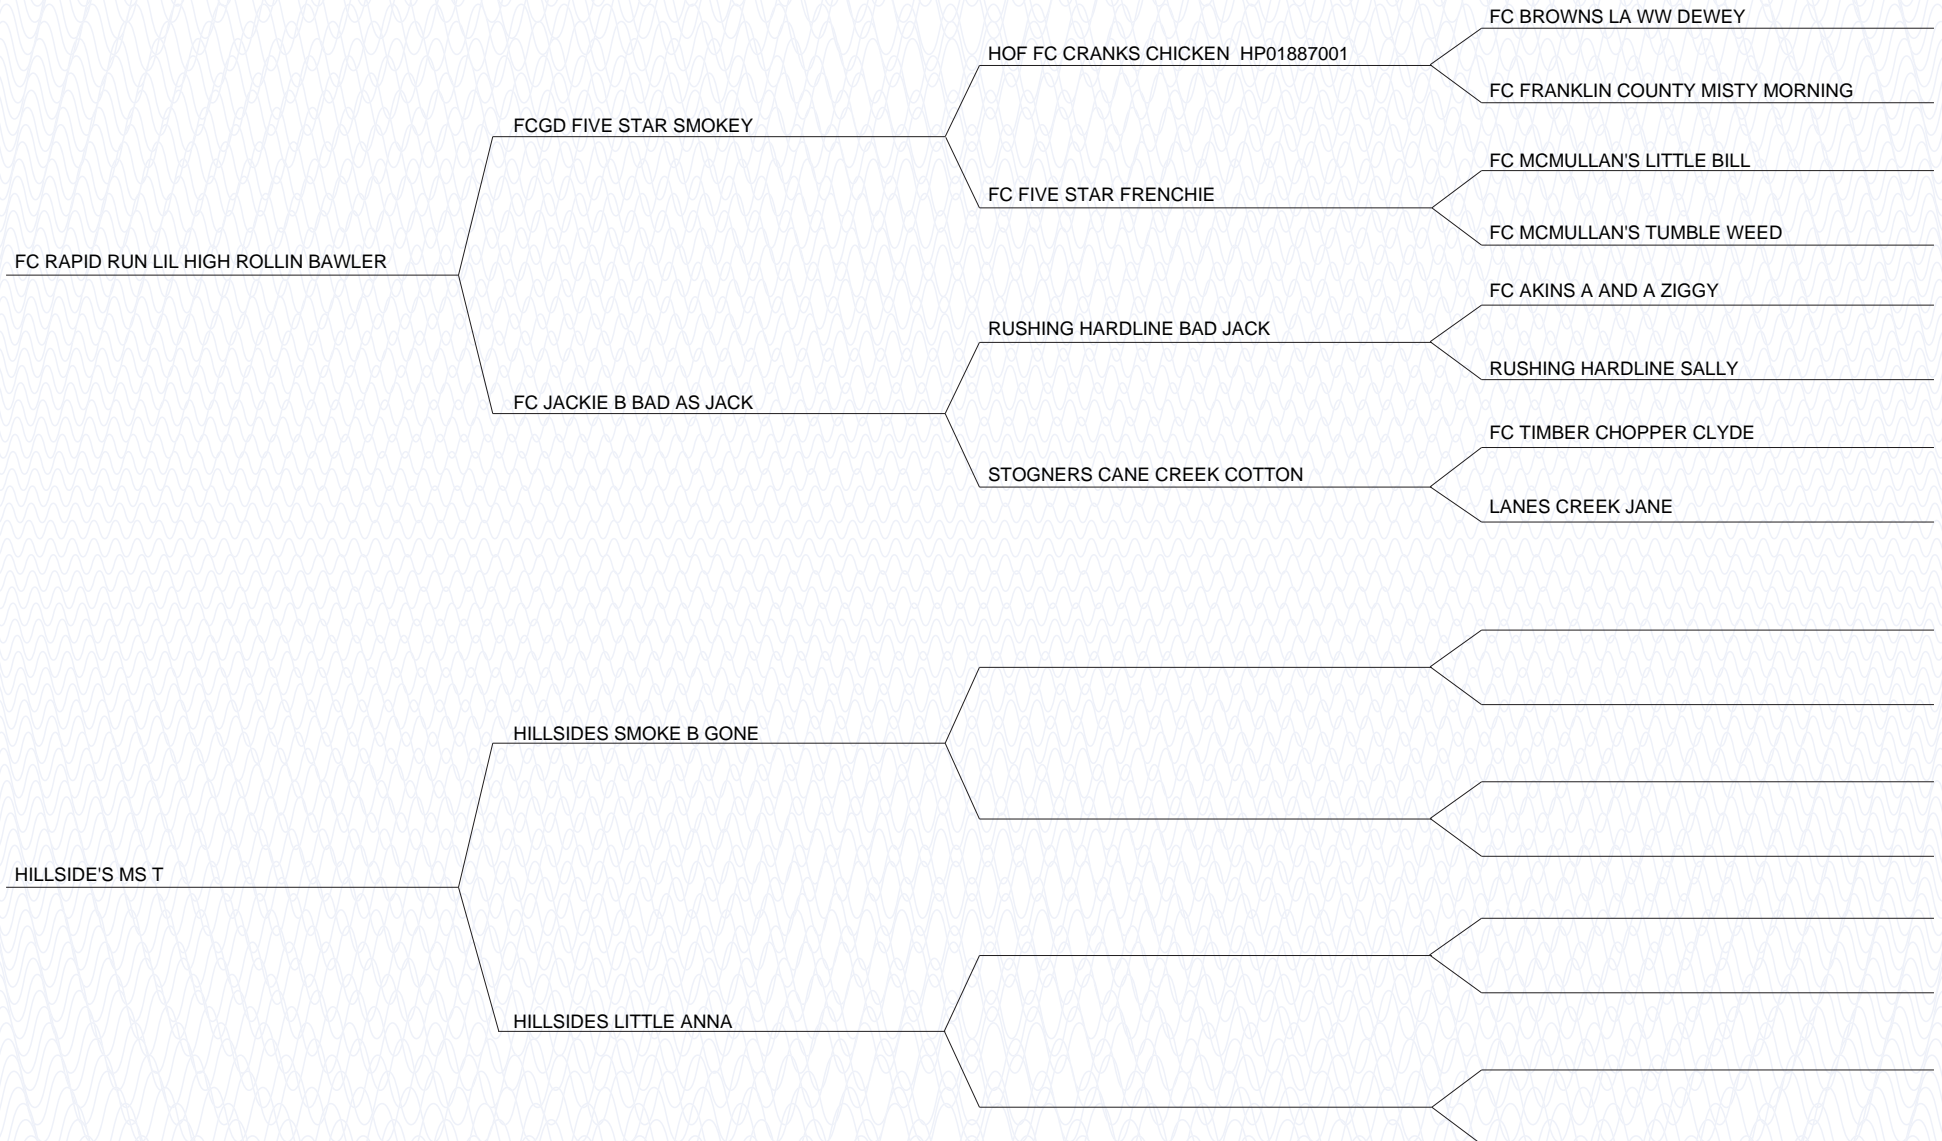 FC BROWNS LA WW DEWEY
HOF FC CRANKS CHICKEN  HP01887001
FC FRANKLIN COUNTY MISTY MORNING
FCGD FIVE STAR SMOKEY
FC MCMULLAN'S LITTLE BILL
FC FIVE STAR FRENCHIE
FC MCMULLAN'S TUMBLE WEED
FC RAPID RUN LIL HIGH ROLLIN BAWLER
FC AKINS A AND A ZIGGY
RUSHING HARDLINE BAD JACK
RUSHING HARDLINE SALLY
FC JACKIE B BAD AS JACK
FC TIMBER CHOPPER CLYDE
STOGNERS CANE CREEK COTTON
LANES CREEK JANE
HILLSIDES SMOKE B GONE
HILLSIDE'S MS T
HILLSIDES LITTLE ANNA